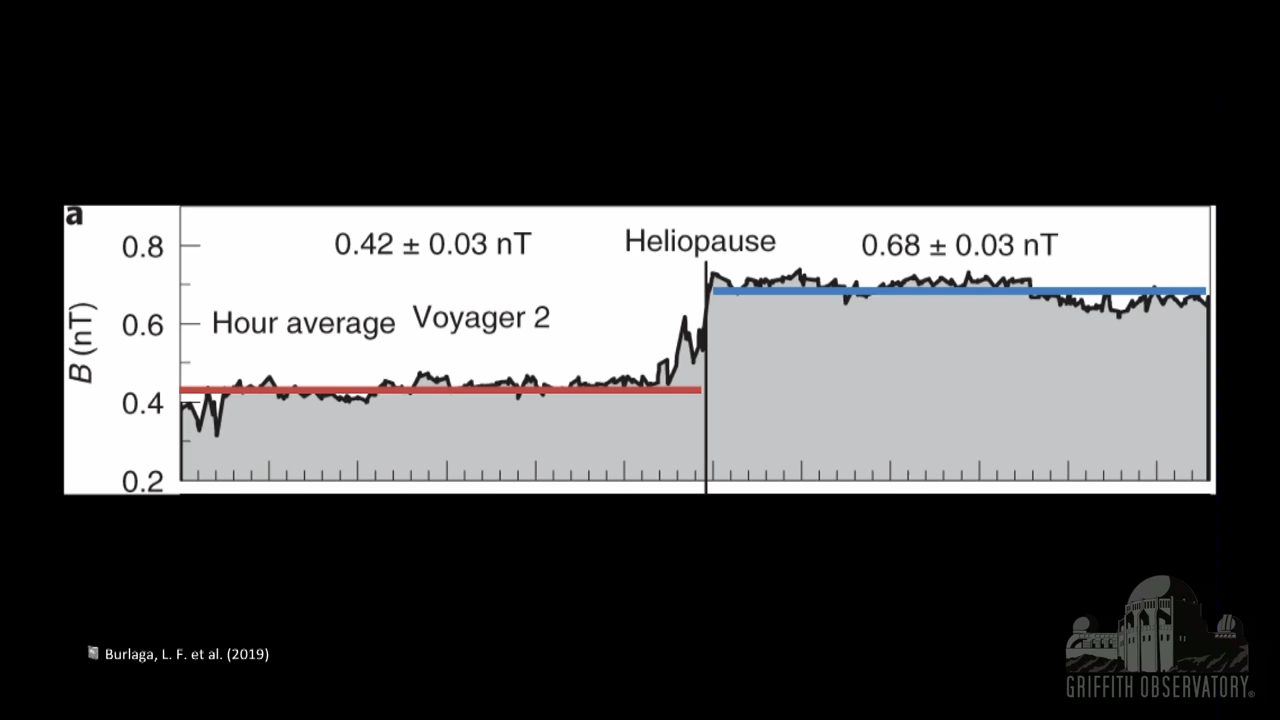 a
0.42 ± 0.03 nT
Heliopause
0.68 ± 0.03 nT
Hour average
Voyager 2
B (nT)
0.8
0.6
0.4
0.2
Burlaga, L. F. et al. (2019)
GRIFFITH OBSERVATORY®